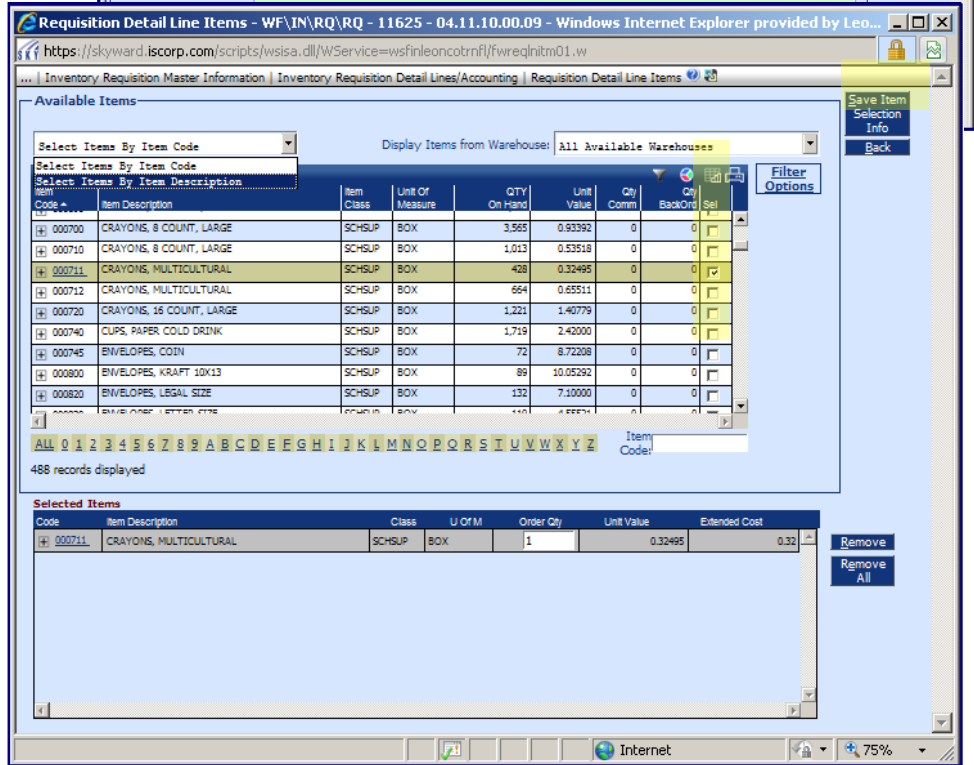 Requisition Detail Line Items - WF\IN\RQ\RQ - 11625 - 04.11.10.00.09 - Windows Internet Explorer provided by Leo...
https://skyward.iscorp.com/scripts/wsisa.dll/WService=wsfinleoncotrnfl/fwreqlnitm01.w
... | Inventory Requisition Master Information | Inventory Requisition Detail Lines/Accounting | Requisition Detail Line Items
Available Items
Save Item Selection Info
Back
Select Items By Item Code
Display Items from Warehouse: All Available Warehouses
Select Items By Item Code
Select Items By Item Description
Filter Options
Item Code Item Description Item Class Unit Of Measure QTY On Hand Unit Value Qty Comm Qty BackOrd Sel
000700 CRAYONS, 8 COUNT, LARGE SCHSUP BOX 3,565 0.93392 0 0
000710 CRAYONS, 8 COUNT, LARGE SCHSUP BOX 1,013 0.53518 0 0
000711 CRAYONS, MULTICULTURAL SCHSUP BOX 428 0.32495 0 0
000712 CRAYONS, MULTICULTURAL SCHSUP BOX 664 0.65511 0 0
000720 CRAYONS, 16 COUNT, LARGE SCHSUP BOX 1,221 1.40779 0 0
000740 CUPS, PAPER COLD DRINK SCHSUP BOX 1,719 2.42000 0 0
000745 ENVELOPES, COIN SCHSUP BOX 72 8.72208 0 0
000800 ENVELOPES, KRAFT 10X13 SCHSUP BOX 89 10.05292 0 0
000820 ENVELOPES, LEGAL SIZE SCHSUP BOX 132 7.10000 0 0
ENVELOPES, LETTER SIZE SCHSUP BOX
ALL 0 1 2 3 4 5 6 7 8 9 A B C D E F G H I J K L M N O P Q R S T U V W X Y Z Item Code:
488 records displayed
Selected Items
Code Item Description Class U Of M Order Qty Unit Value Extended Cost
000711 CRAYONS, MULTICULTURAL SCHSUP BOX 1 0.32495 0.32
Remove
Remove All
Internet 75%